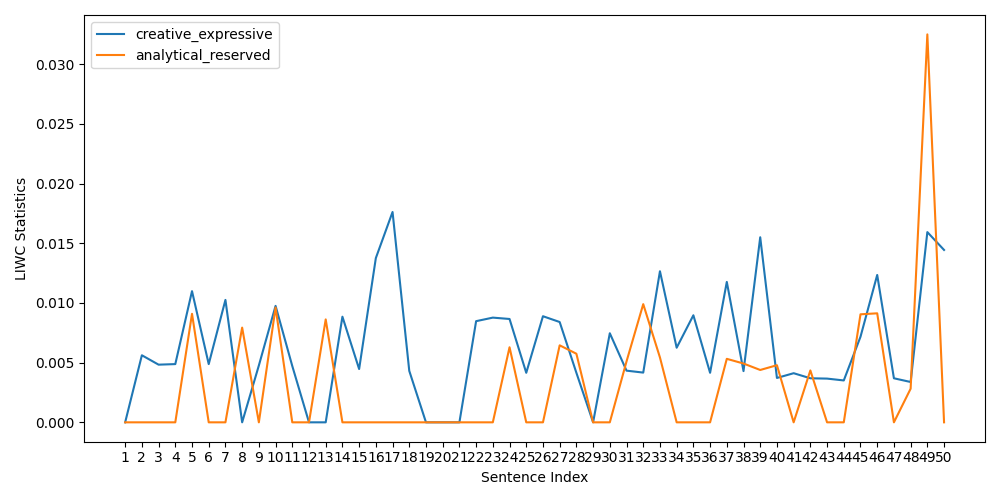 creative_expressive
analytical_reserved
0.030
0.025
0.020
0.015
0.010
0.005
0.000
LIWC Statistics
1 2 3 4 5 6 7 8 9 10 11 12 13 14 15 16 17 18 19 20 21 22 23 24 25 26 27 28 29 30 31 32 33 34 35 36 37 38 39 40 41 42 43 44 45 46 47 48 49 50
Sentence Index